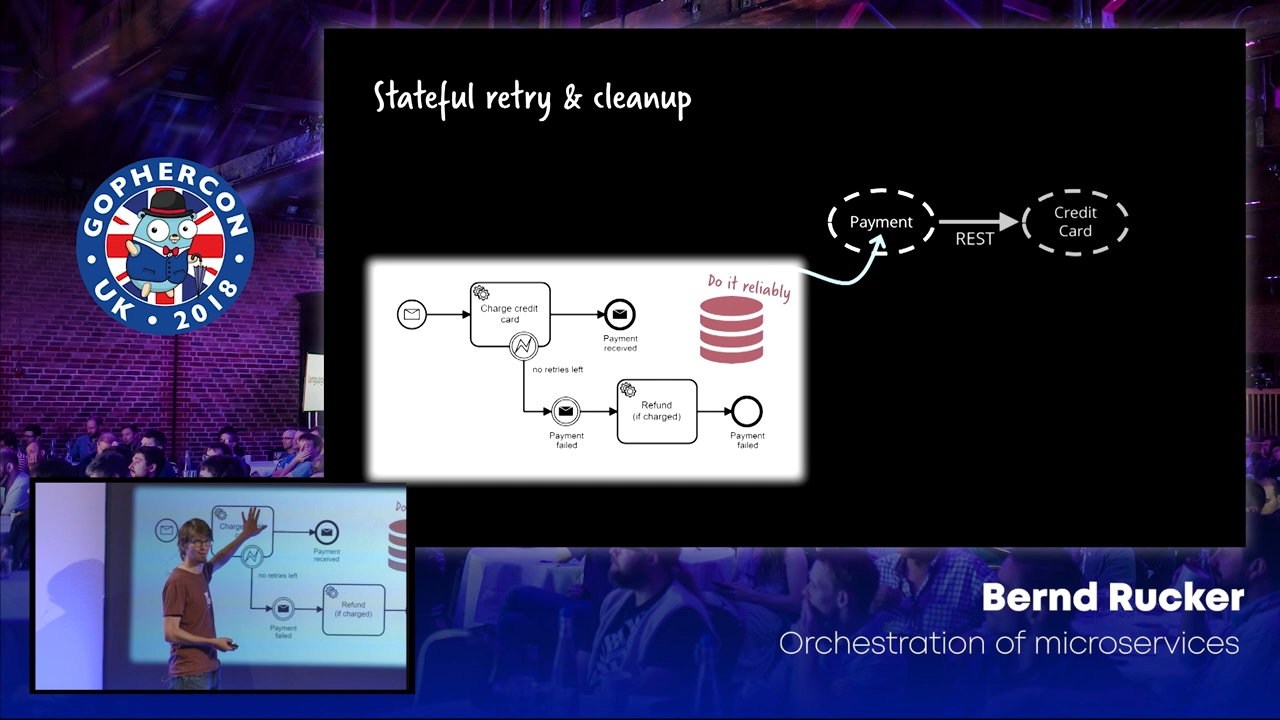 Stateful retry & cleanup
GOPHERCON
UK • 2018
Payment
REST
Credit
Card
Do it reliably
Charge credit
card
Payment
received
no retries left
Payment
failed
Refund
(if charged)
Payment
failed
Do
Charge
Payment
received
no retries left
Payment
failed
Refund
(if charged)
Bernd Rucker
Orchestration of microservices